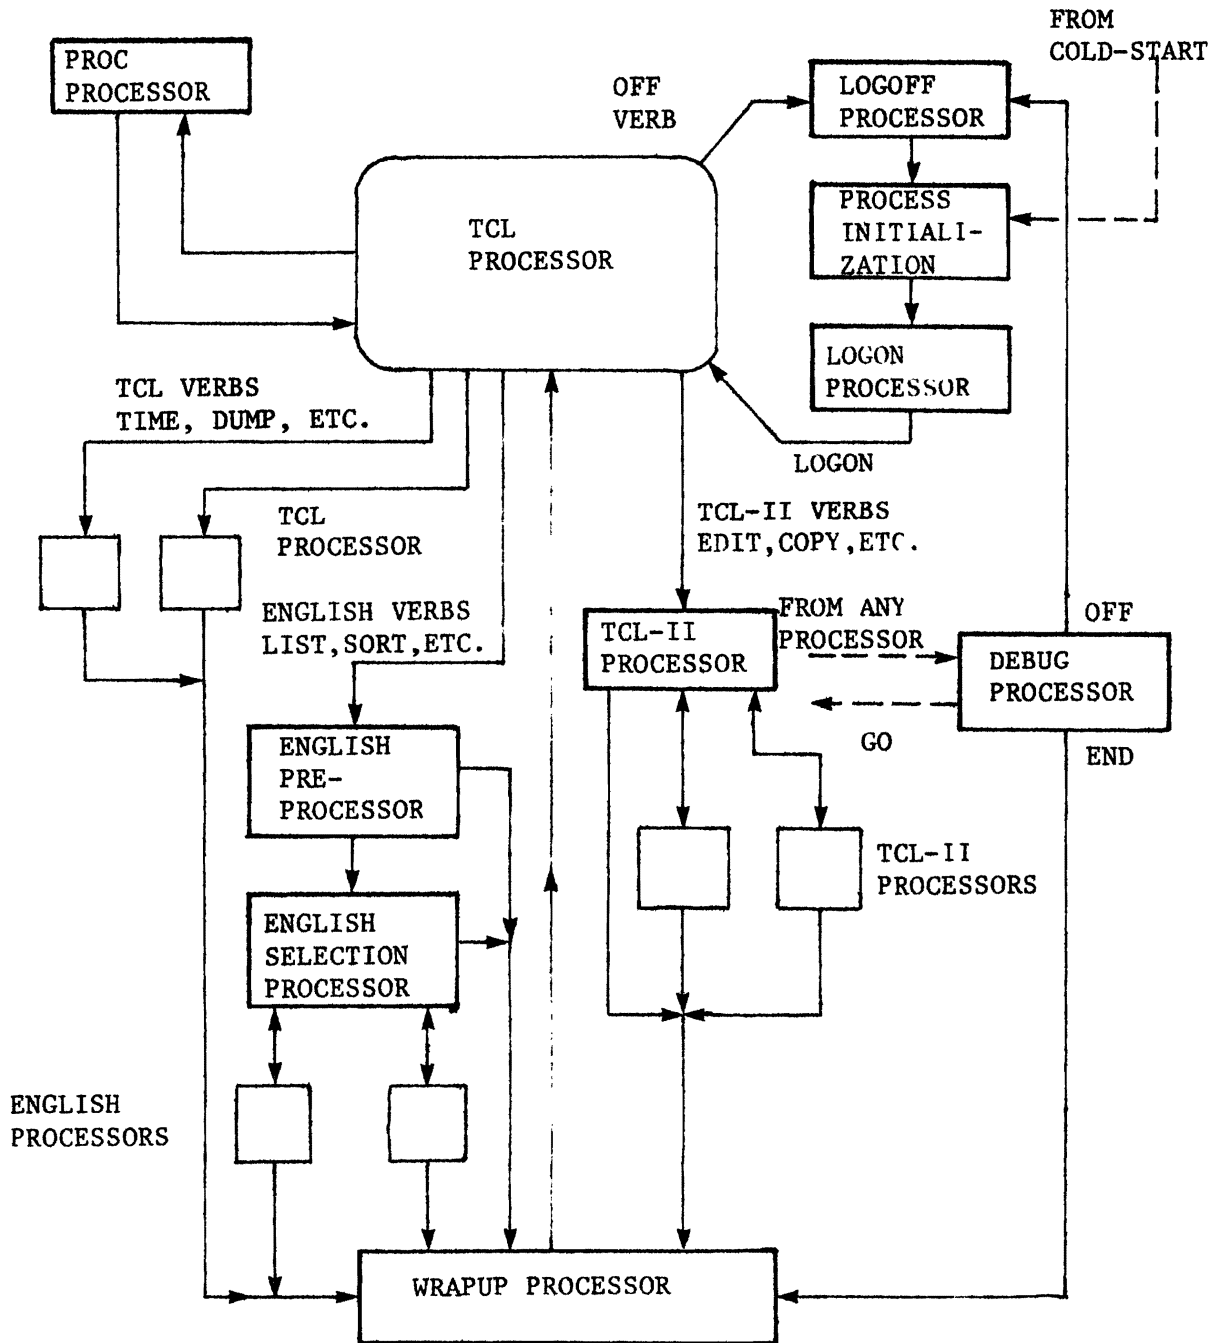 FROM
COLD-START
PROC
PROCESSOR
OFF
VERB
LOGOFF
PROCESSOR
TCL
PROCESSOR
PROCESS
INITIALI-
ZATION
LOGON
PROCESSOR
TCL VERBS
TIME, DUMP, ETC.
LOGON
TCL
PROCESSOR
TCL-II VERBS
EDIT,COPY,ETC.
ENGLISH VERBS
LIST,SORT,ETC.
TCL-II
PROCESSOR
FROM ANY
PROCESSOR
OFF
DEBUG
PROCESSOR
GO
END
ENGLISH
PRE-
PROCESSOR
TCL-II
PROCESSORS
ENGLISH
SELECTION
PROCESSOR
ENGLISH
PROCESSORS
WRAPUP PROCESSOR